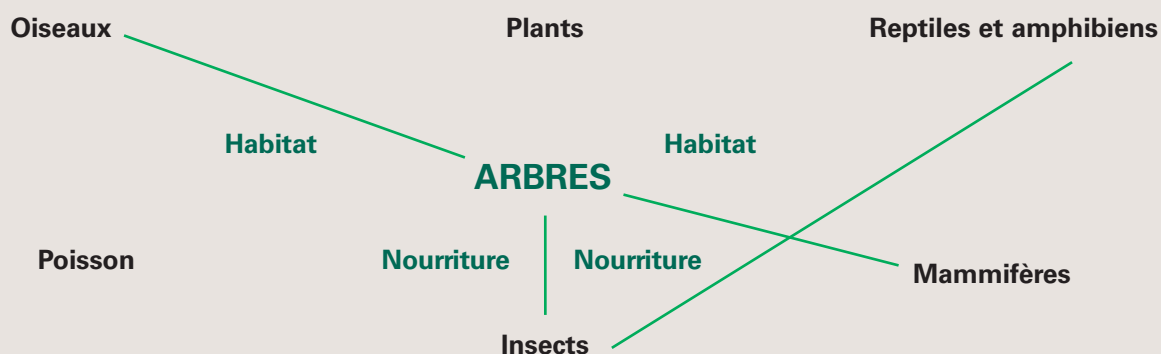 Oiseaux
Plants
Reptiles et amphibiens
Habitat
Habitat
ARBRES
Poisson
Nourriture
Nourriture
Mammifères
Insects